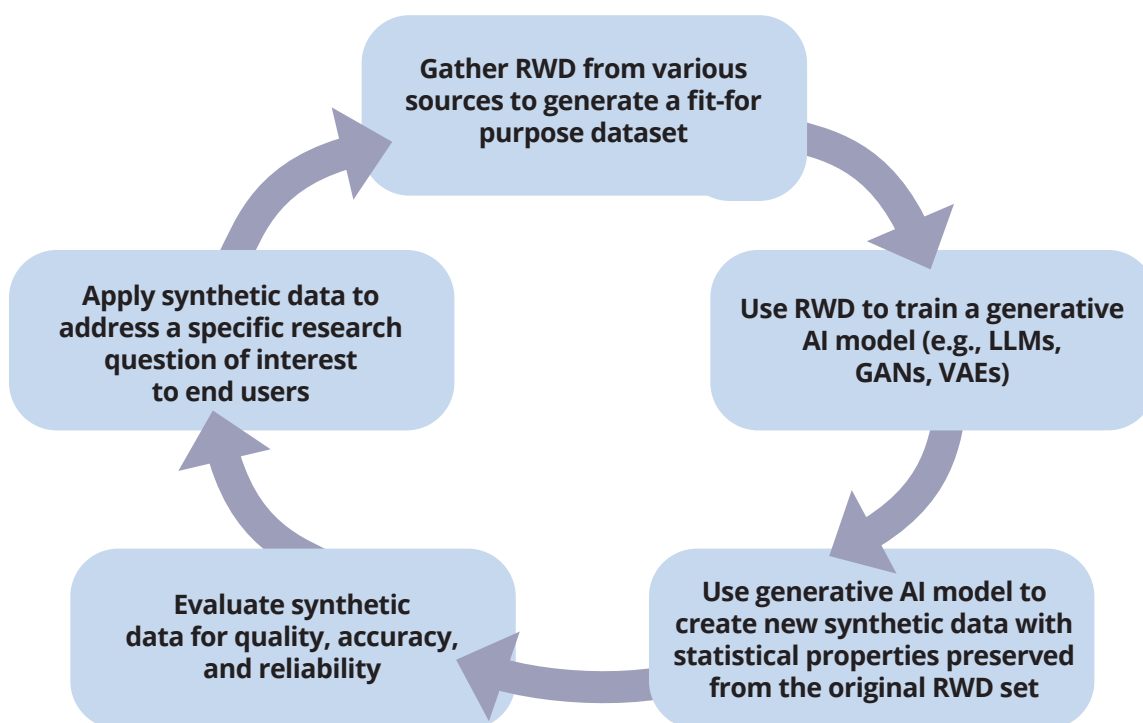 Gather RWD from various
sources to generate a fit-for
purpose dataset
Use RWD to train a generative
AI model (e.g., LLMs,
GANs, VAEs)
Use generative AI model to
create new synthetic data with
statistical properties preserved
from the original RWD set
Evaluate synthetic
data for quality, accuracy,
and reliability
Apply synthetic data to
address a specific research
question of interest
to end users